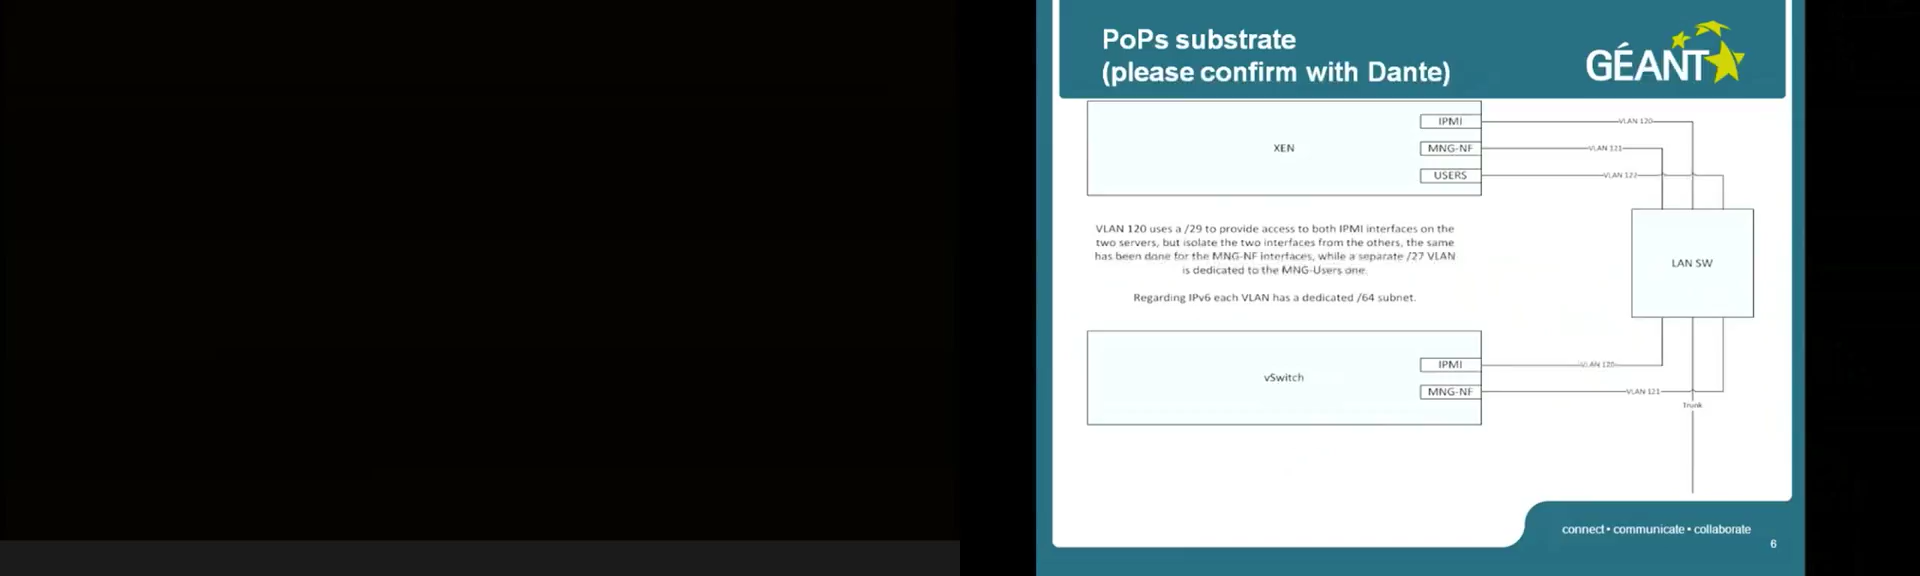 PoPs substrate
(please confirm with Dante)
GÉANT
IPMI
VLAN 120
XEN
MNG-NF
VLAN 121
USERS
VLAN 122
VLAN 120 uses a /29 to provide access to both IPMI interfaces on the
two servers, but isolate the two interfaces from the others, the same
has been done for the MNG-NF interfaces, while a separate /27 VLAN
is dedicated to the MNG-Users one.
LAN SW
Regarding IPv6 each VLAN has a dedicated /64 subnet.
IPMI
VLAN 120
vSwitch
MNG-NF
VLAN 121
Trunk
connect • communicate • collaborate
6